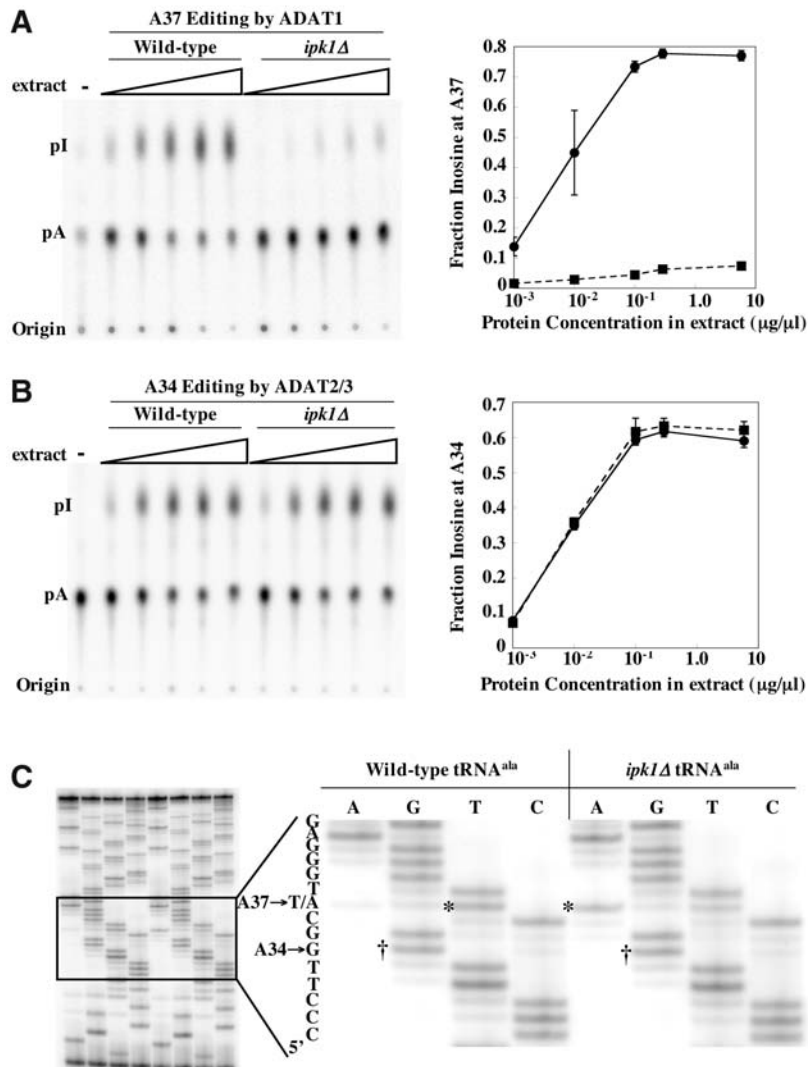 A
A37 Editing by ADAT1
Wild-type ipk1Δ
extract -
pI
pA
Origin
Fraction Inosine at A37
0.8
0.7
0.6
0.5
0.4
0.3
0.2
0.1
0
10⁻³ 10⁻² 10⁻¹ 1.0 10
Protein Concentration in extract (μg/μl)
B
A34 Editing by ADAT2/3
Wild-type ipk1Δ
extract -
pI
pA
Origin
Fraction Inosine at A34
0.7
0.6
0.5
0.4
0.3
0.2
0.1
0
10⁻³ 10⁻² 10⁻¹ 1.0 10
Protein Concentration in extract (μg/μl)
C
Wild-type tRNAᵃˡᵃ ipk1Δ tRNAᵃˡᵃ
A G T C A G T C
G
A
G
G
G
T
A37→T/A * *
C
G
A34→G † †
T
T
C
C
C
5'